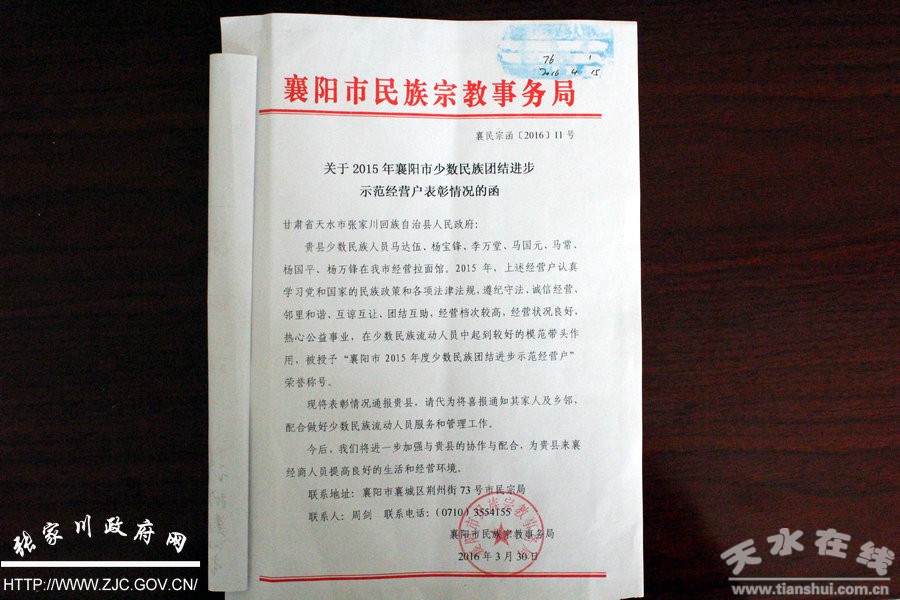 76 1
2016 4 15
襄阳市民族宗教事务局
襄民宗函〔2016〕11号
关于2015年襄阳市少数民族团结进步
示范经营户表彰情况的函
甘肃省天水市张家川回族自治县人民政府:
贵县少数民族人员马达伍、杨宝锋、李万堂、马国元、马常、
杨国平、杨万锋在我市经营拉面馆。2015年,上述经营户认真
学习党和国家的民族政策和各项法律法规,遵纪守法、诚信经营,
邻里和谐、互谅互让、团结互助,经营档次较高,经营状况良好,
热心公益事业,在少数民族流动人员中起到较好的模范带头作
用,被授予“襄阳市2015年度少数民族团结进步示范经营户”
荣誉称号。
现将表彰情况通报贵县,请代为将喜报通知其家人及乡邻,
配合做好少数民族流动人员服务和管理工作。
今后,我们将进一步加强与贵县的协作与配合,为贵县来襄
经商人员提高良好的生活和经营环境。
联系地址:襄阳市襄城区荆州街73号市民宗局
联系人:周剑 联系电话:(0710)3554155
襄阳市民族宗教事务局
2016年3月30日
襄阳市民族宗教事务局
张家川政府网
HTTP://WWW.ZJC.GOV.CN/
天水在线
www.tianshui.com.cn